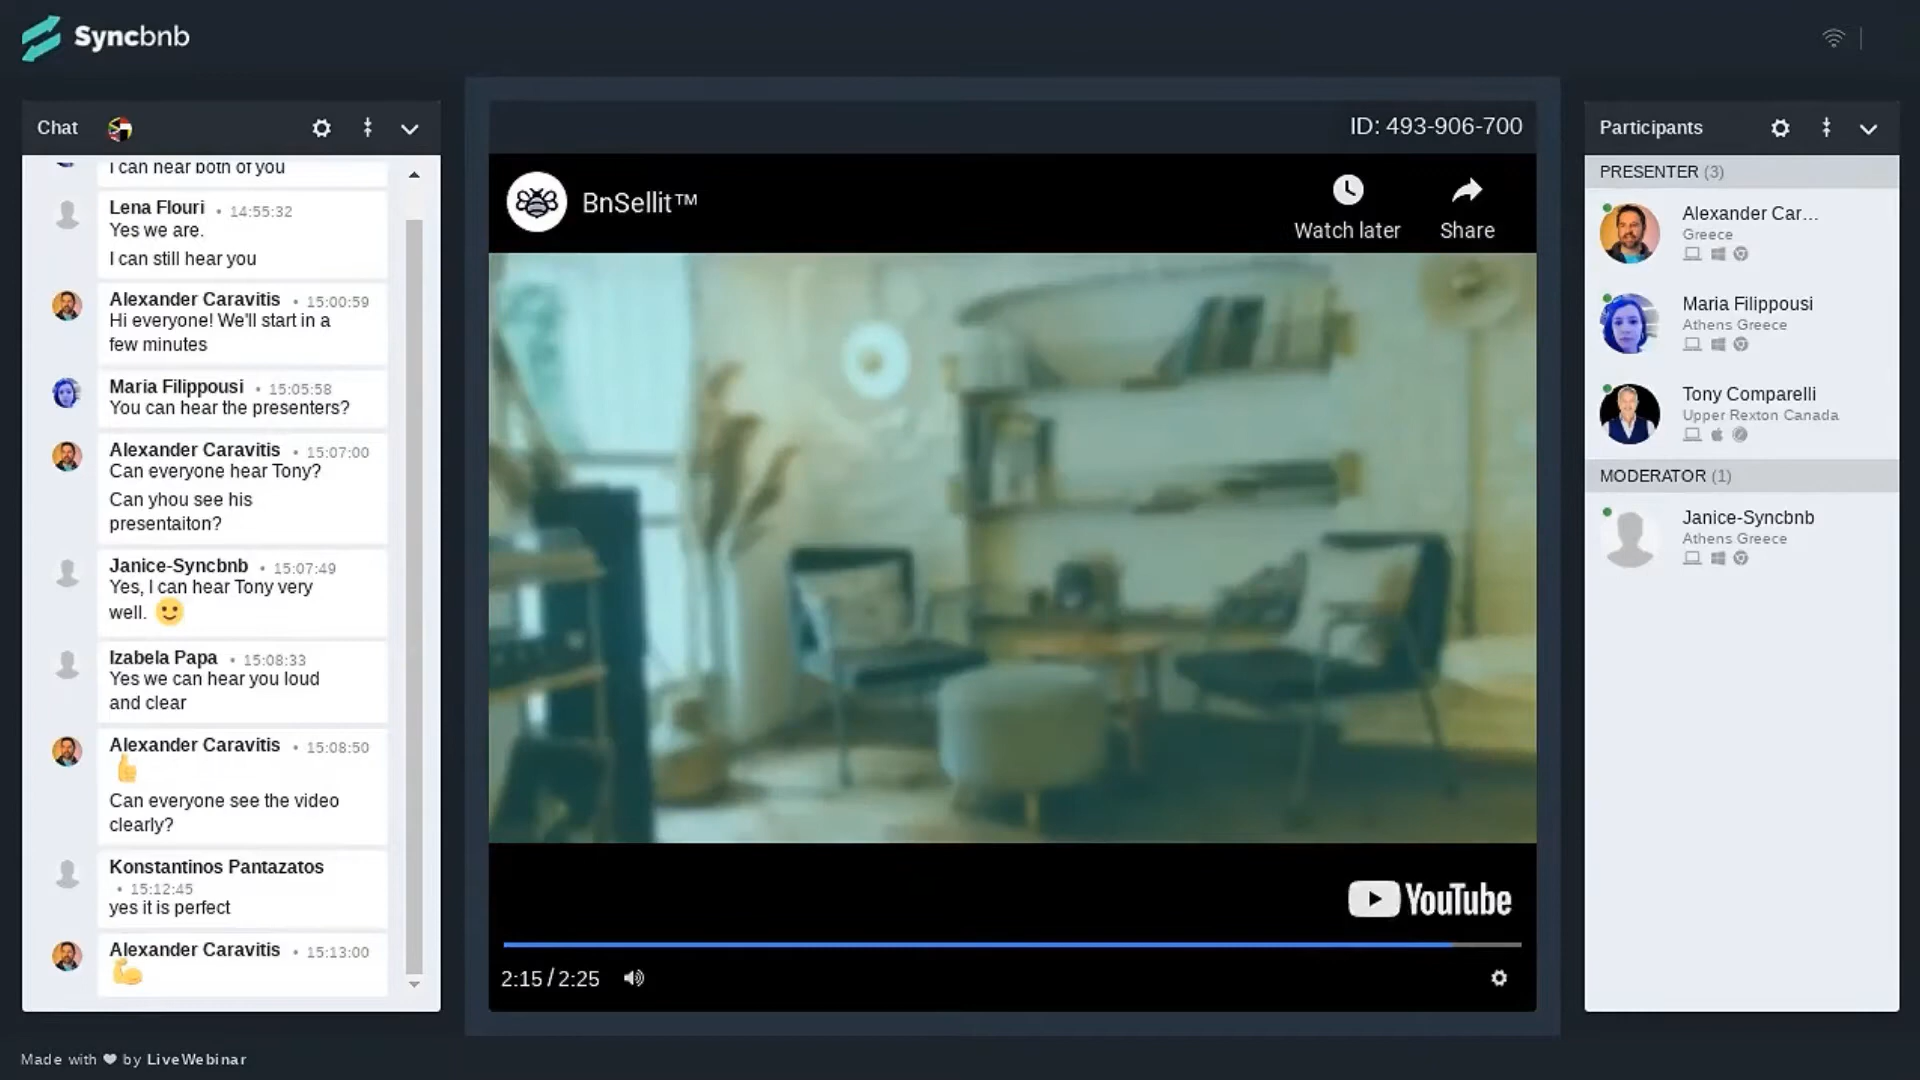 Syncbnb
Chat
I can hear both of you
Lena Flouri • 14:55:32
Yes we are.
I can still hear you
Alexander Caravitis • 15:00:59
Hi everyone! We'll start in a
few minutes
Maria Filippousi • 15:05:58
You can hear the presenters?
Alexander Caravitis • 15:07:00
Can everyone hear Tony?
Can yhou see his
presentaiton?
Janice-Syncbnb • 15:07:49
Yes, I can hear Tony very
well.
Izabela Papa • 15:08:33
Yes we can hear you loud
and clear
Alexander Caravitis • 15:08:50
Can everyone see the video
clearly?
Konstantinos Pantazatos
• 15:12:45
yes it is perfect
Alexander Caravitis • 15:13:00
ID: 493-906-700
BnSellit™
Watch later
Share
YouTube
2:15 / 2:25
Participants
PRESENTER (3)
Alexander Car...
Greece
Maria Filippousi
Athens Greece
Tony Comparelli
Upper Rexton Canada
MODERATOR (1)
Janice-Syncbnb
Athens Greece
Made with ❤ by LiveWebinar